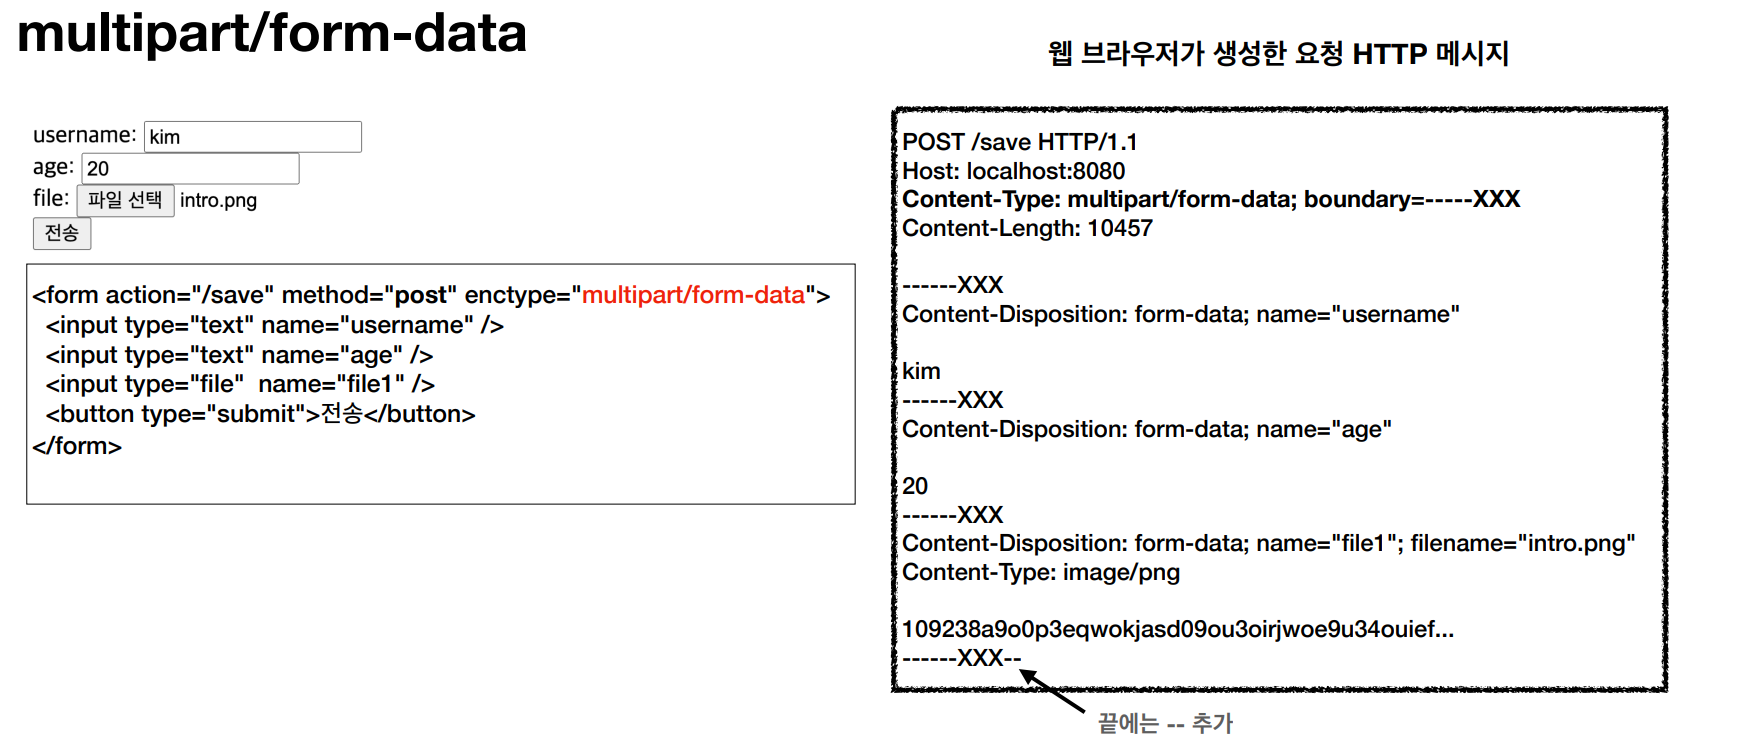 multipart/form-data
username: kim
age: 20
file: 파일 선택 intro.png
전송
<form action="/save" method="post" enctype="multipart/form-data">
<input type="text" name="username" />
<input type="text" name="age" />
<input type="file"  name="file1" />
<button type="submit">전송</button>
</form>
웹 브라우저가 생성한 요청 HTTP 메시지
POST /save HTTP/1.1
Host: localhost:8080
Content-Type: multipart/form-data; boundary=-----XXX
Content-Length: 10457
------XXX
Content-Disposition: form-data; name="username"
kim
------XXX
Content-Disposition: form-data; name="age"
20
------XXX
Content-Disposition: form-data; name="file1"; filename="intro.png"
Content-Type: image/png
109238a9o0p3eqwokjasd09ou3oirjwoe9u34ouief...
------XXX--
끝에는 -- 추가